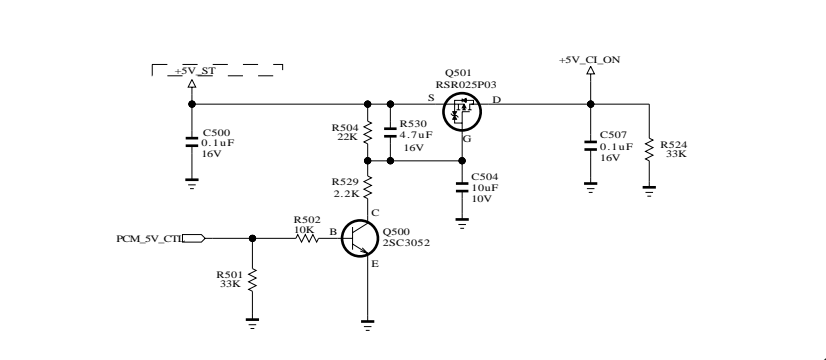 +5V_CI_ON
+5V_ST
Q501
RSR025P03
S
D
G
R504
22K
R530
4.7uF
16V
C500
0.1uF
16V
C507
0.1uF
16V
R524
33K
R529
2.2K
C504
10uF
10V
C
R502
10K
B
Q500
2SC3052
PCM_5V_CTL
E
R501
33K